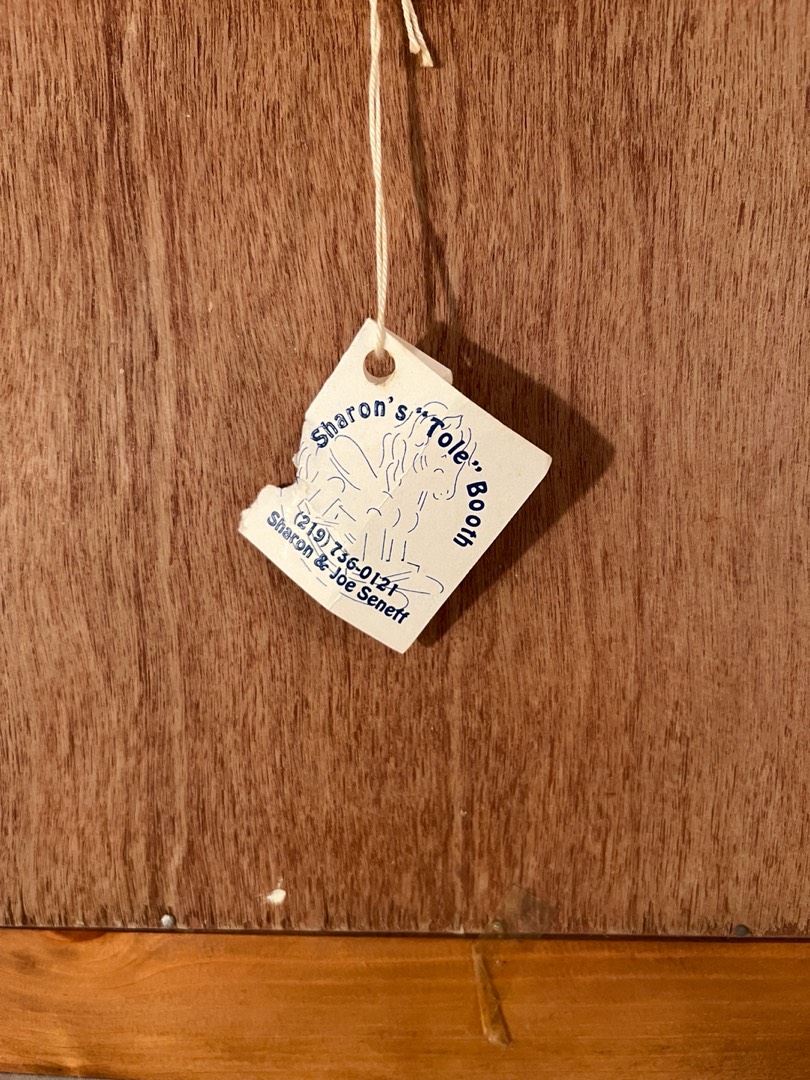 Sharon's "Tole" Booth
(219) 736-0121
Sharon & Joe Seneff